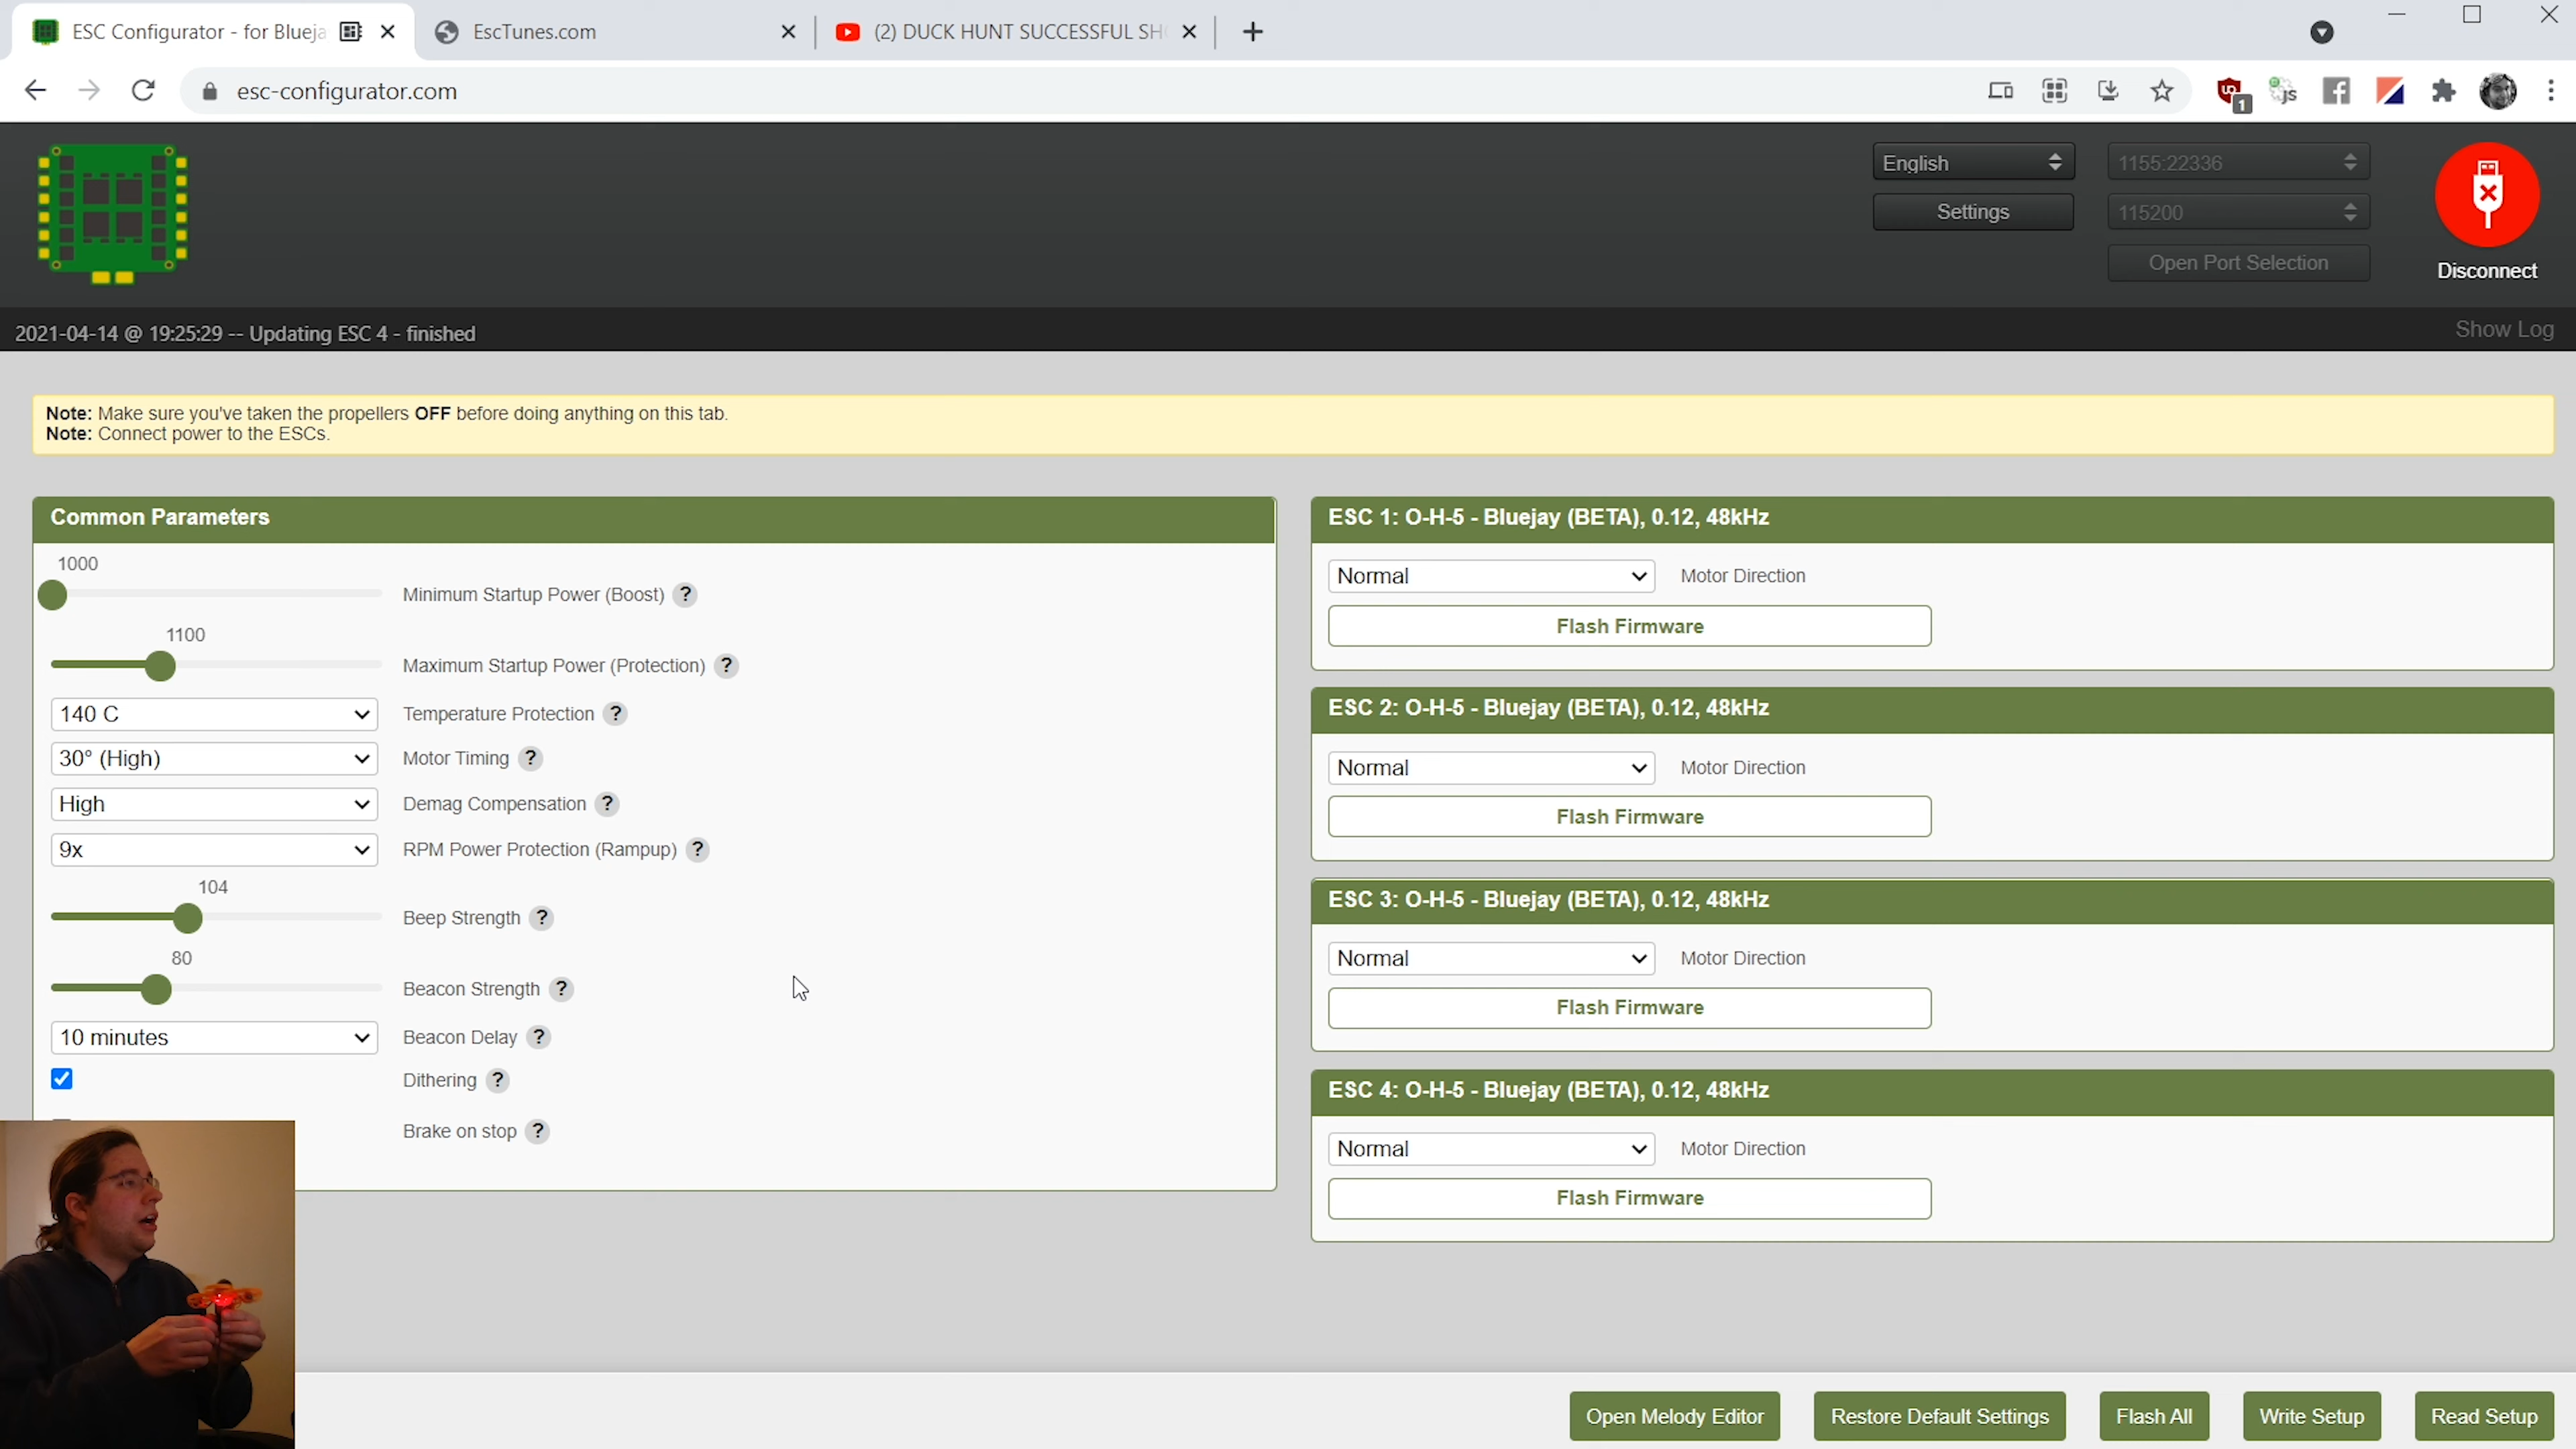 ESC Configurator - for Blueja
EscTunes.com
(2) DUCK HUNT SUCCESSFUL SH
esc-configurator.com
1
JS
English
1155:22336
Settings
115200
Open Port Selection
Disconnect
2021-04-14 @ 19:25:29 -- Updating ESC 4 - finished
Show Log
Note: Make sure you've taken the propellers OFF before doing anything on this tab.
Note: Connect power to the ESCs.
Common Parameters
1000
Minimum Startup Power (Boost) ?
1100
Maximum Startup Power (Protection) ?
140 C
Temperature Protection ?
30° (High)
Motor Timing ?
High
Demag Compensation ?
9x
RPM Power Protection (Rampup) ?
104
Beep Strength ?
80
Beacon Strength ?
10 minutes
Beacon Delay ?
Dithering ?
Brake on stop ?
ESC 1: O-H-5 - Bluejay (BETA), 0.12, 48kHz
Normal
Motor Direction
Flash Firmware
ESC 2: O-H-5 - Bluejay (BETA), 0.12, 48kHz
Normal
Motor Direction
Flash Firmware
ESC 3: O-H-5 - Bluejay (BETA), 0.12, 48kHz
Normal
Motor Direction
Flash Firmware
ESC 4: O-H-5 - Bluejay (BETA), 0.12, 48kHz
Normal
Motor Direction
Flash Firmware
Open Melody Editor
Restore Default Settings
Flash All
Write Setup
Read Setup